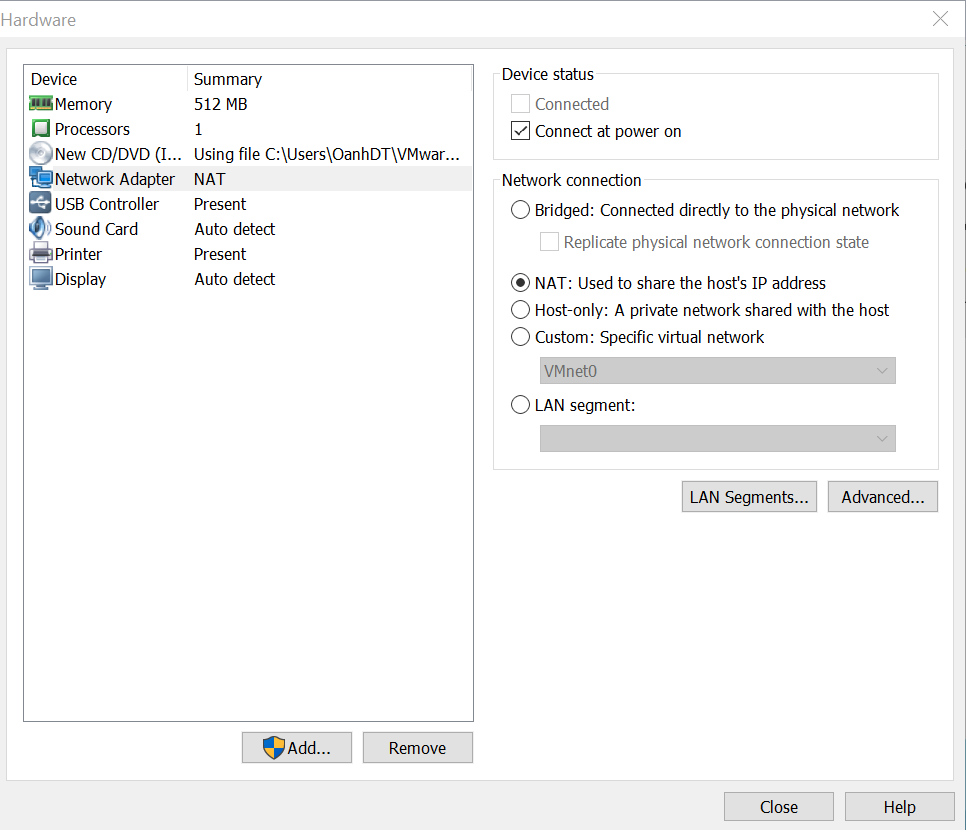 Hardware
Device Summary
Memory 512 MB
Processors 1
New CD/DVD (I... Using file C:\Users\OanhDT\VMwar...
Network Adapter NAT
USB Controller Present
Sound Card Auto detect
Printer Present
Display Auto detect
Add...
Remove
Device status
Connected
Connect at power on
Network connection
Bridged: Connected directly to the physical network
Replicate physical network connection state
NAT: Used to share the host's IP address
Host-only: A private network shared with the host
Custom: Specific virtual network
VMnet0
LAN segment:
LAN Segments...
Advanced...
Close
Help